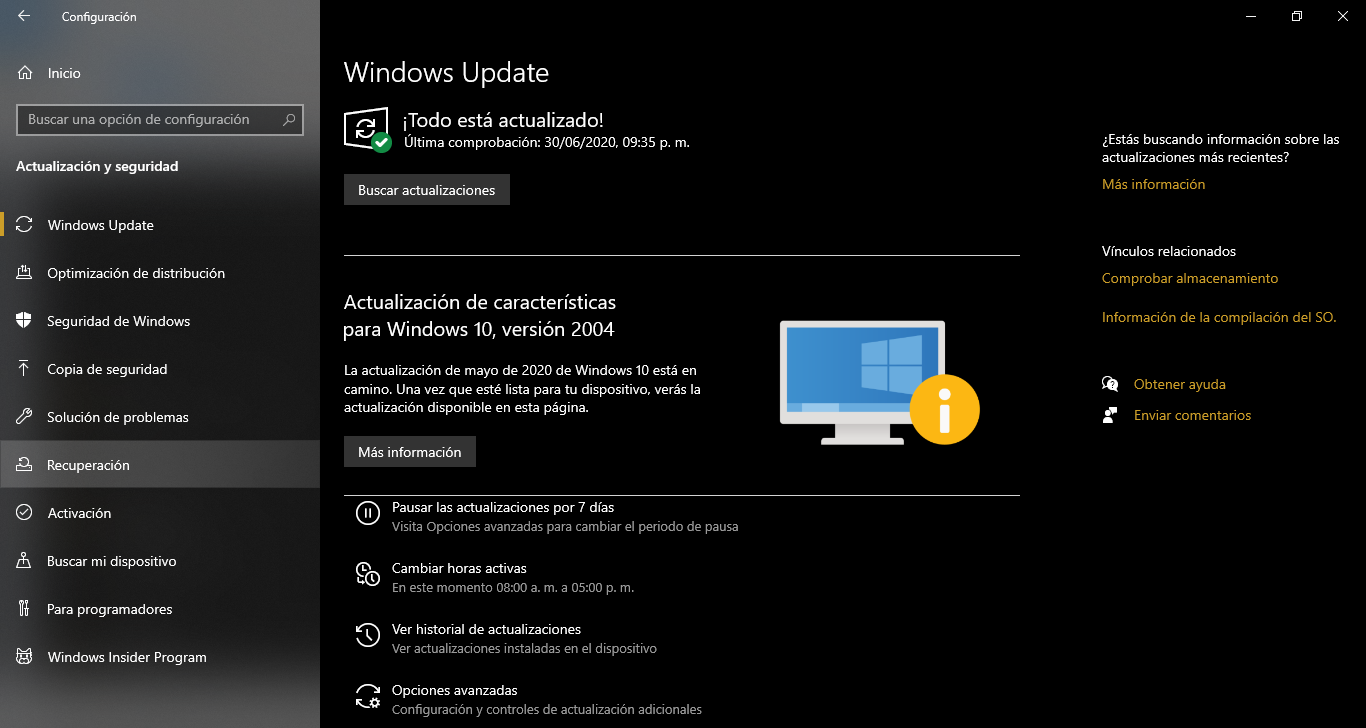 Configuración
Inicio
Buscar una opción de configuración
Actualización y seguridad
Windows Update
Optimización de distribución
Seguridad de Windows
Copia de seguridad
Solución de problemas
Recuperación
Activación
Buscar mi dispositivo
Para programadores
Windows Insider Program
Windows Update
¡Todo está actualizado!
Última comprobación: 30/06/2020, 09:35 p. m.
Buscar actualizaciones
Actualización de características
para Windows 10, versión 2004
La actualización de mayo de 2020 de Windows 10 está en
camino. Una vez que esté lista para tu dispositivo, verás la
actualización disponible en esta página.
Más información
Pausar las actualizaciones por 7 días
Visita Opciones avanzadas para cambiar el periodo de pausa
Cambiar horas activas
En este momento 08:00 a. m. a 05:00 p. m.
Ver historial de actualizaciones
Ver actualizaciones instaladas en el dispositivo
Opciones avanzadas
Configuración y controles de actualización adicionales
¿Estás buscando información sobre las
actualizaciones más recientes?
Más información
Vínculos relacionados
Comprobar almacenamiento
Información de la compilación del SO.
Obtener ayuda
Enviar comentarios